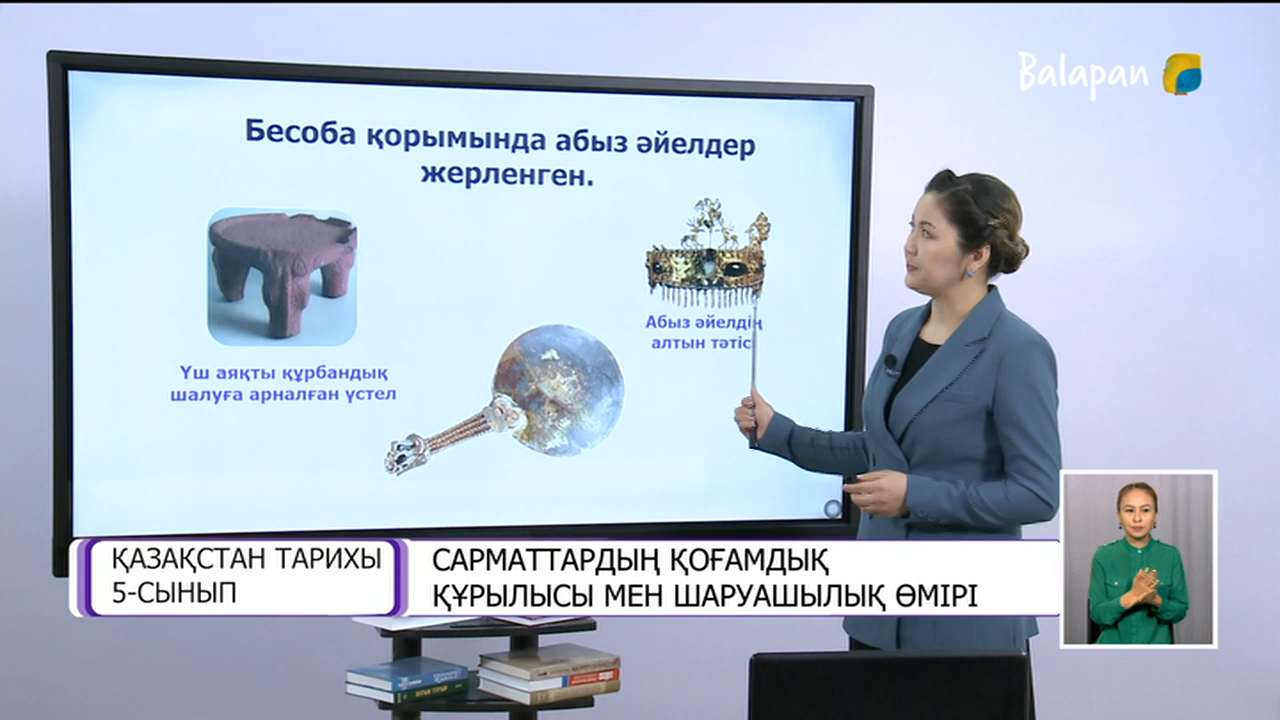 Balapan
Бесоба қорымында абыз әйелдер
жерленген.
Абыз әйелдің
алтын тәтіс
Үш аяқты құрбандық
шалуға арналған үстел
ҚАЗАҚСТАН ТАРИХЫ
5-СЫНЫП
САРМАТТАРДЫҢ ҚОҒАМДЫҚ
ҚҰРЫЛЫСЫ МЕН ШАРУАШЫЛЫҚ ӨМІРІ